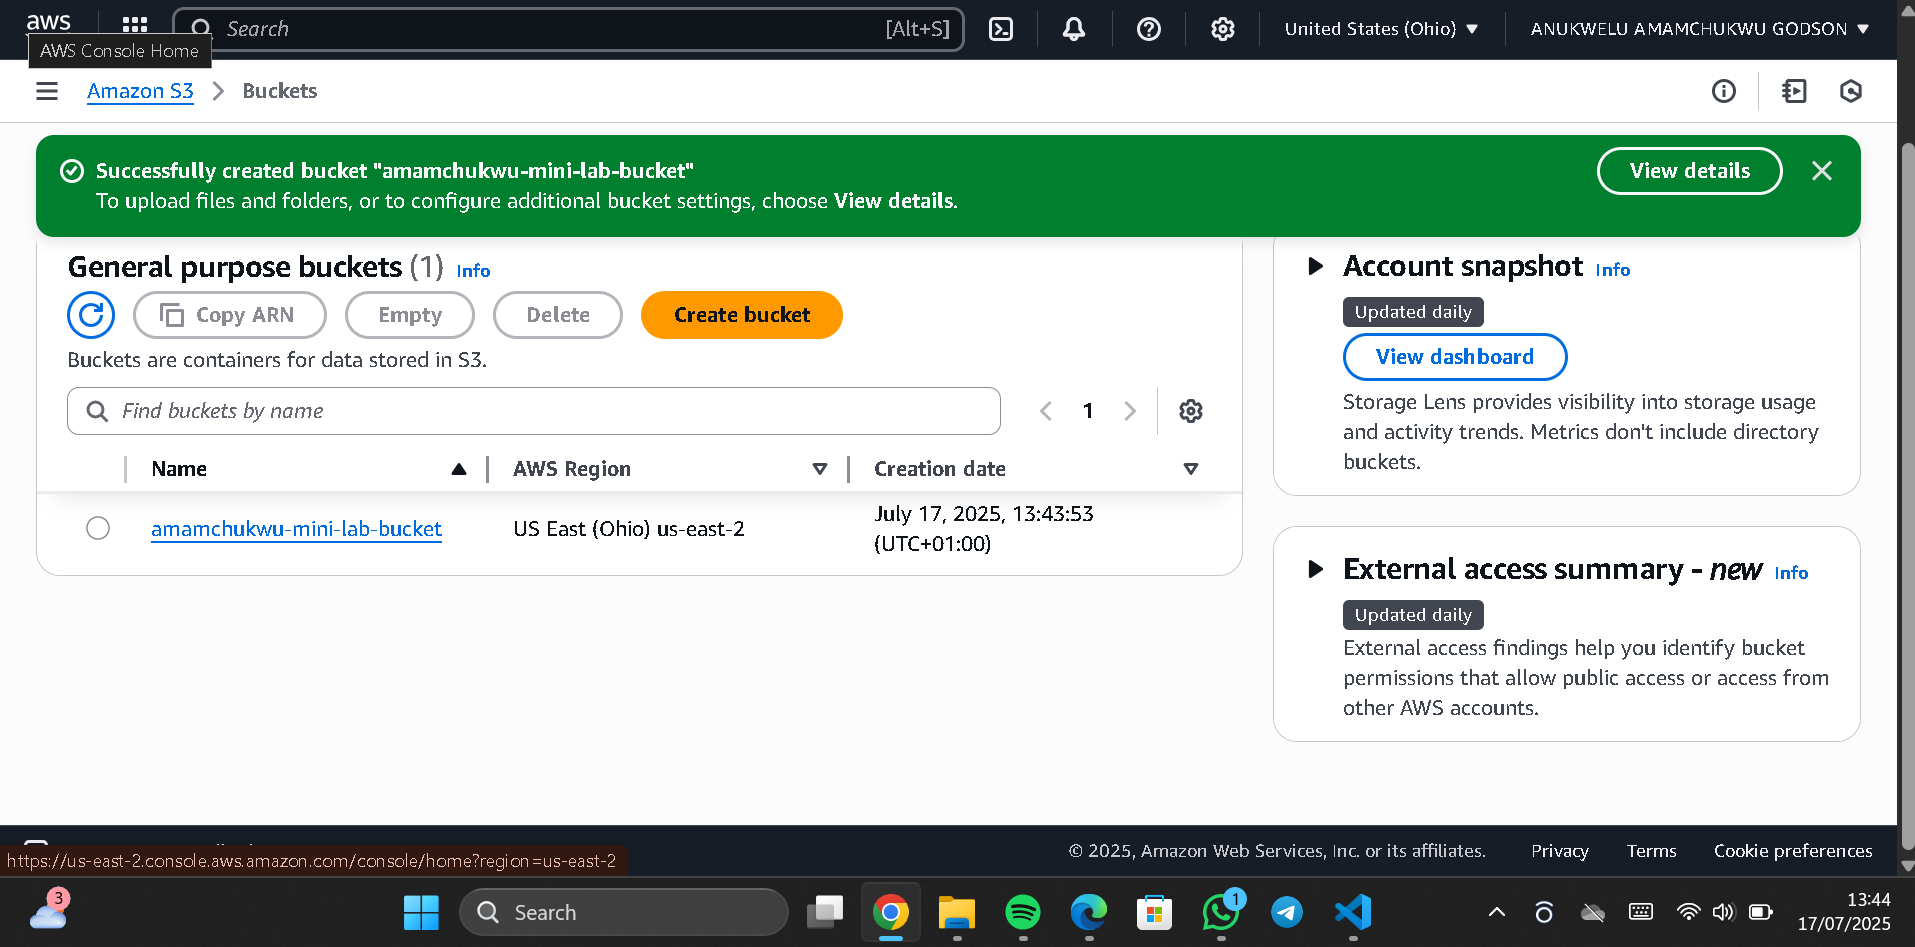 aws
Search
[Alt+S]
United States (Ohio)
ANUKWELU AMAMCHUKWU GODSON
AWS Console Home
Amazon S3
Buckets
Successfully created bucket "amamchukwu-mini-lab-bucket"
To upload files and folders, or to configure additional bucket settings, choose View details.
View details
General purpose buckets (1) Info
Copy ARN
Empty
Delete
Create bucket
Buckets are containers for data stored in S3.
Find buckets by name
1
Name
AWS Region
Creation date
amamchukwu-mini-lab-bucket
US East (Ohio) us-east-2
July 17, 2025, 13:43:53
(UTC+01:00)
Account snapshot Info
Updated daily
View dashboard
Storage Lens provides visibility into storage usage
and activity trends. Metrics don't include directory
buckets.
External access summary - new Info
Updated daily
External access findings help you identify bucket
permissions that allow public access or access from
other AWS accounts.
© 2025, Amazon Web Services, Inc. or its affiliates.
Privacy
Terms
Cookie preferences
https://us-east-2.console.aws.amazon.com/console/home?region=us-east-2
3
Search
1
13:44
17/07/2025